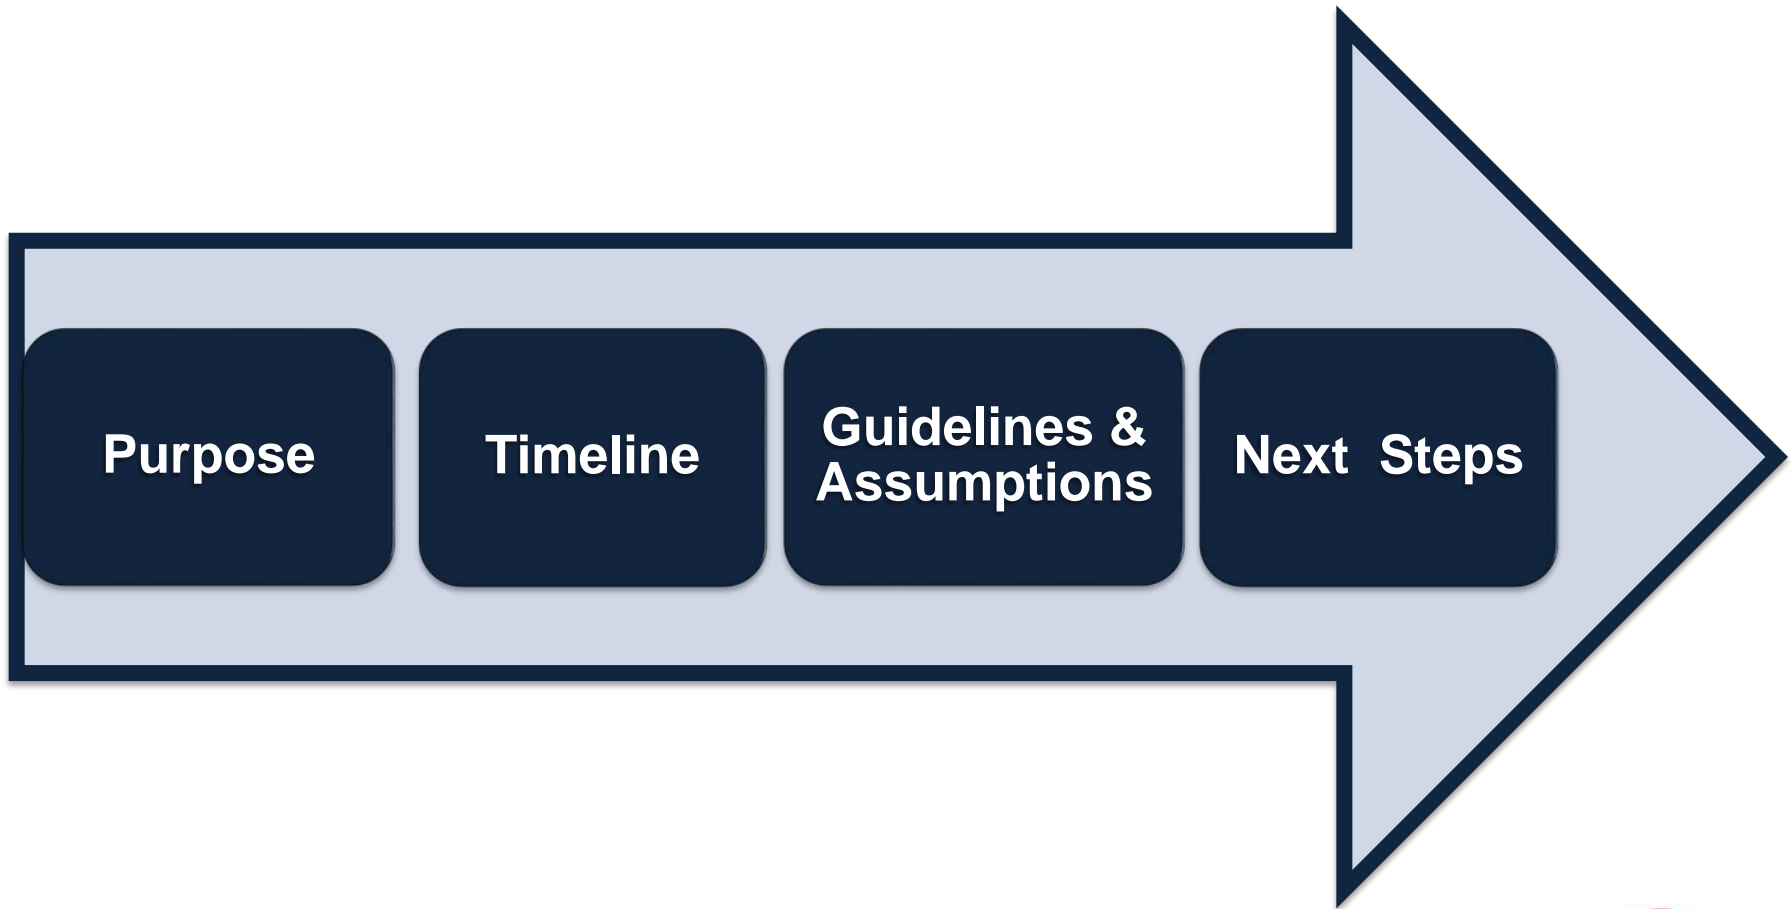 Purpose
Timeline
Guidelines &
Assumptions
Next  Steps